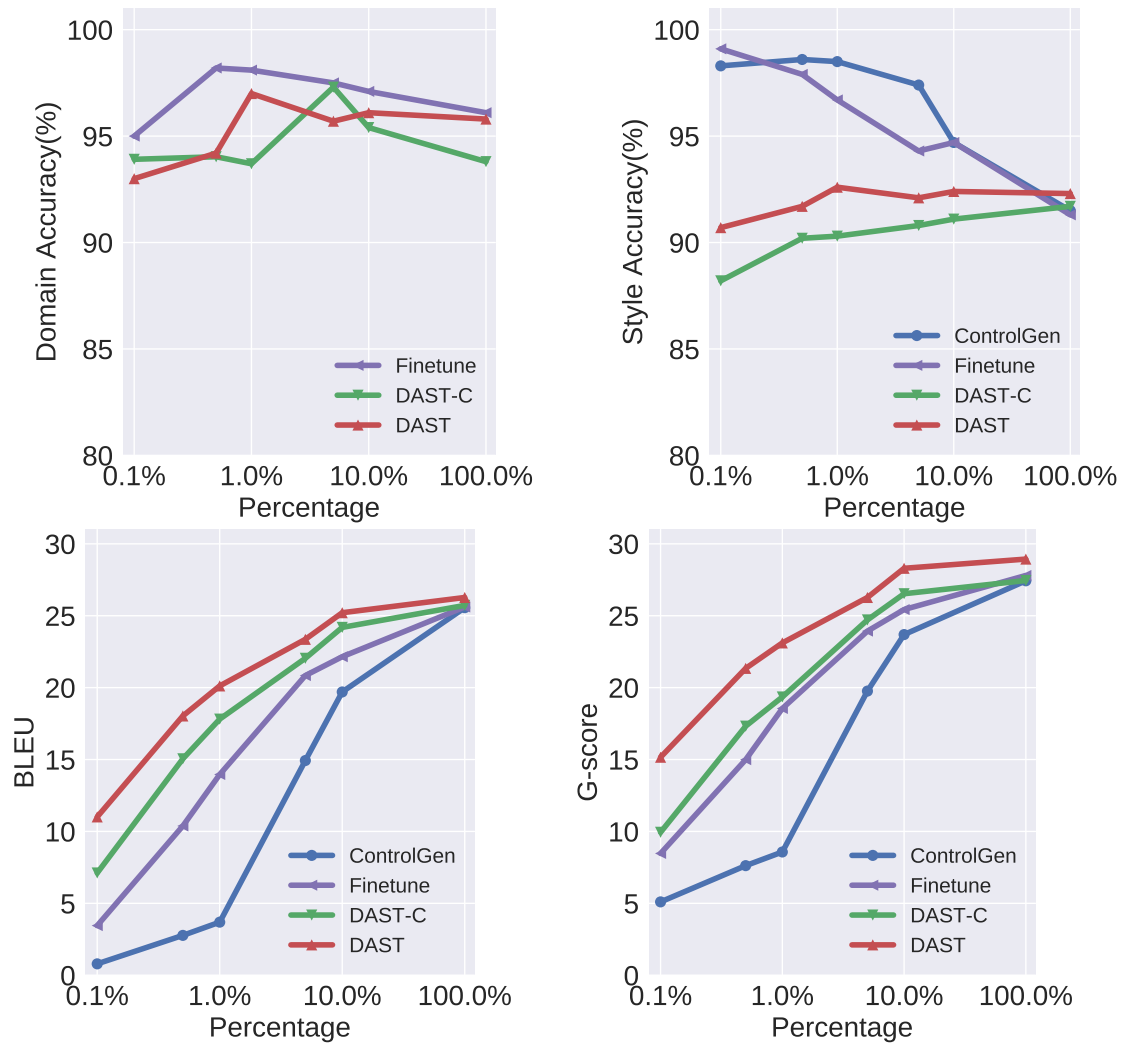 100
95
90
85
80
Domain Accuracy(%)
Finetune
DAST-C
DAST
0.1% 1.0% 10.0% 100.0%
Percentage
100
95
90
85
80
Style Accuracy(%)
ControlGen
Finetune
DAST-C
DAST
0.1% 1.0% 10.0% 100.0%
Percentage
30
25
20
15
10
5
0
BLEU
ControlGen
Finetune
DAST-C
DAST
0.1% 1.0% 10.0% 100.0%
Percentage
30
25
20
15
10
5
0
G-score
ControlGen
Finetune
DAST-C
DAST
0.1% 1.0% 10.0% 100.0%
Percentage